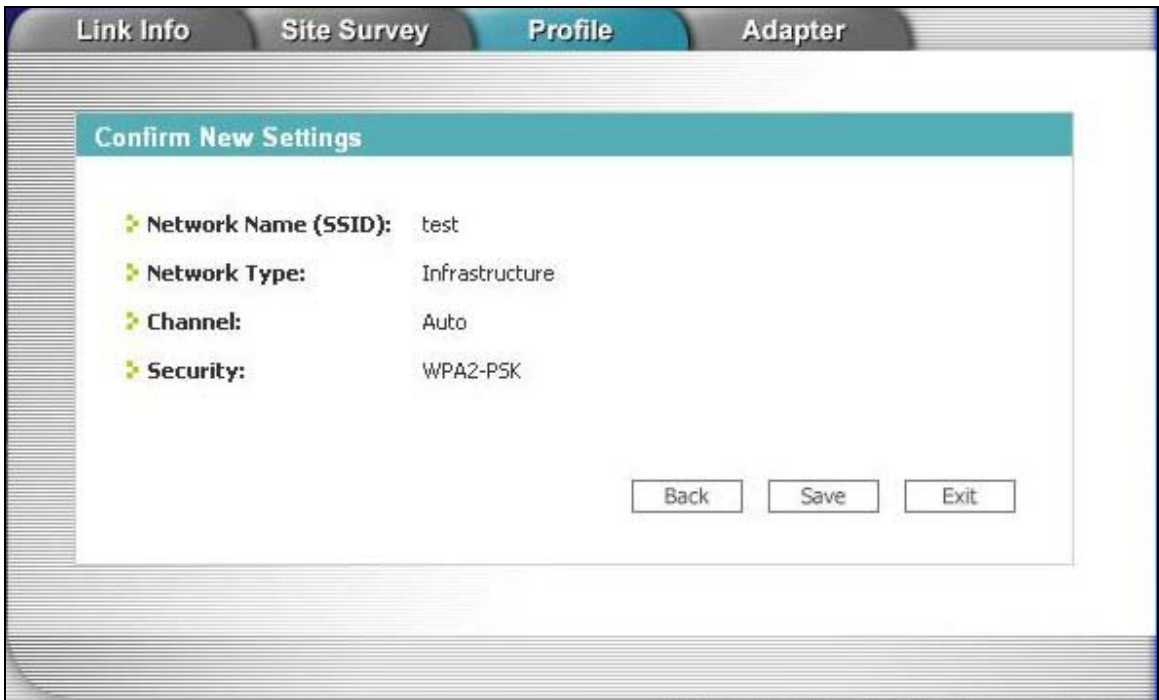 Link Info Site Survey Profile Adapter
Confirm New Settings
Network Name (SSID): test
Network Type: Infrastructure
Channel: Auto
Security: WPA2-PSK
Back Save Exit